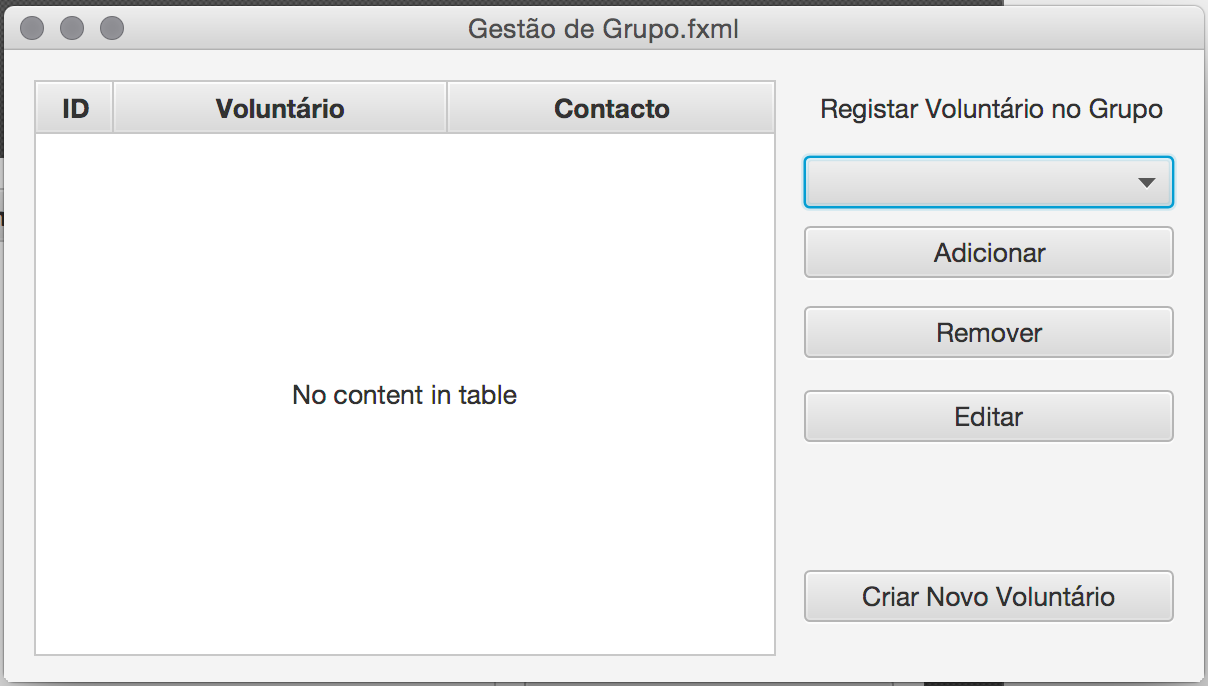 Gestão de Grupo.fxml
ID Voluntário Contacto
No content in table
Registar Voluntário no Grupo
Adicionar
Remover
Editar
Criar Novo Voluntário